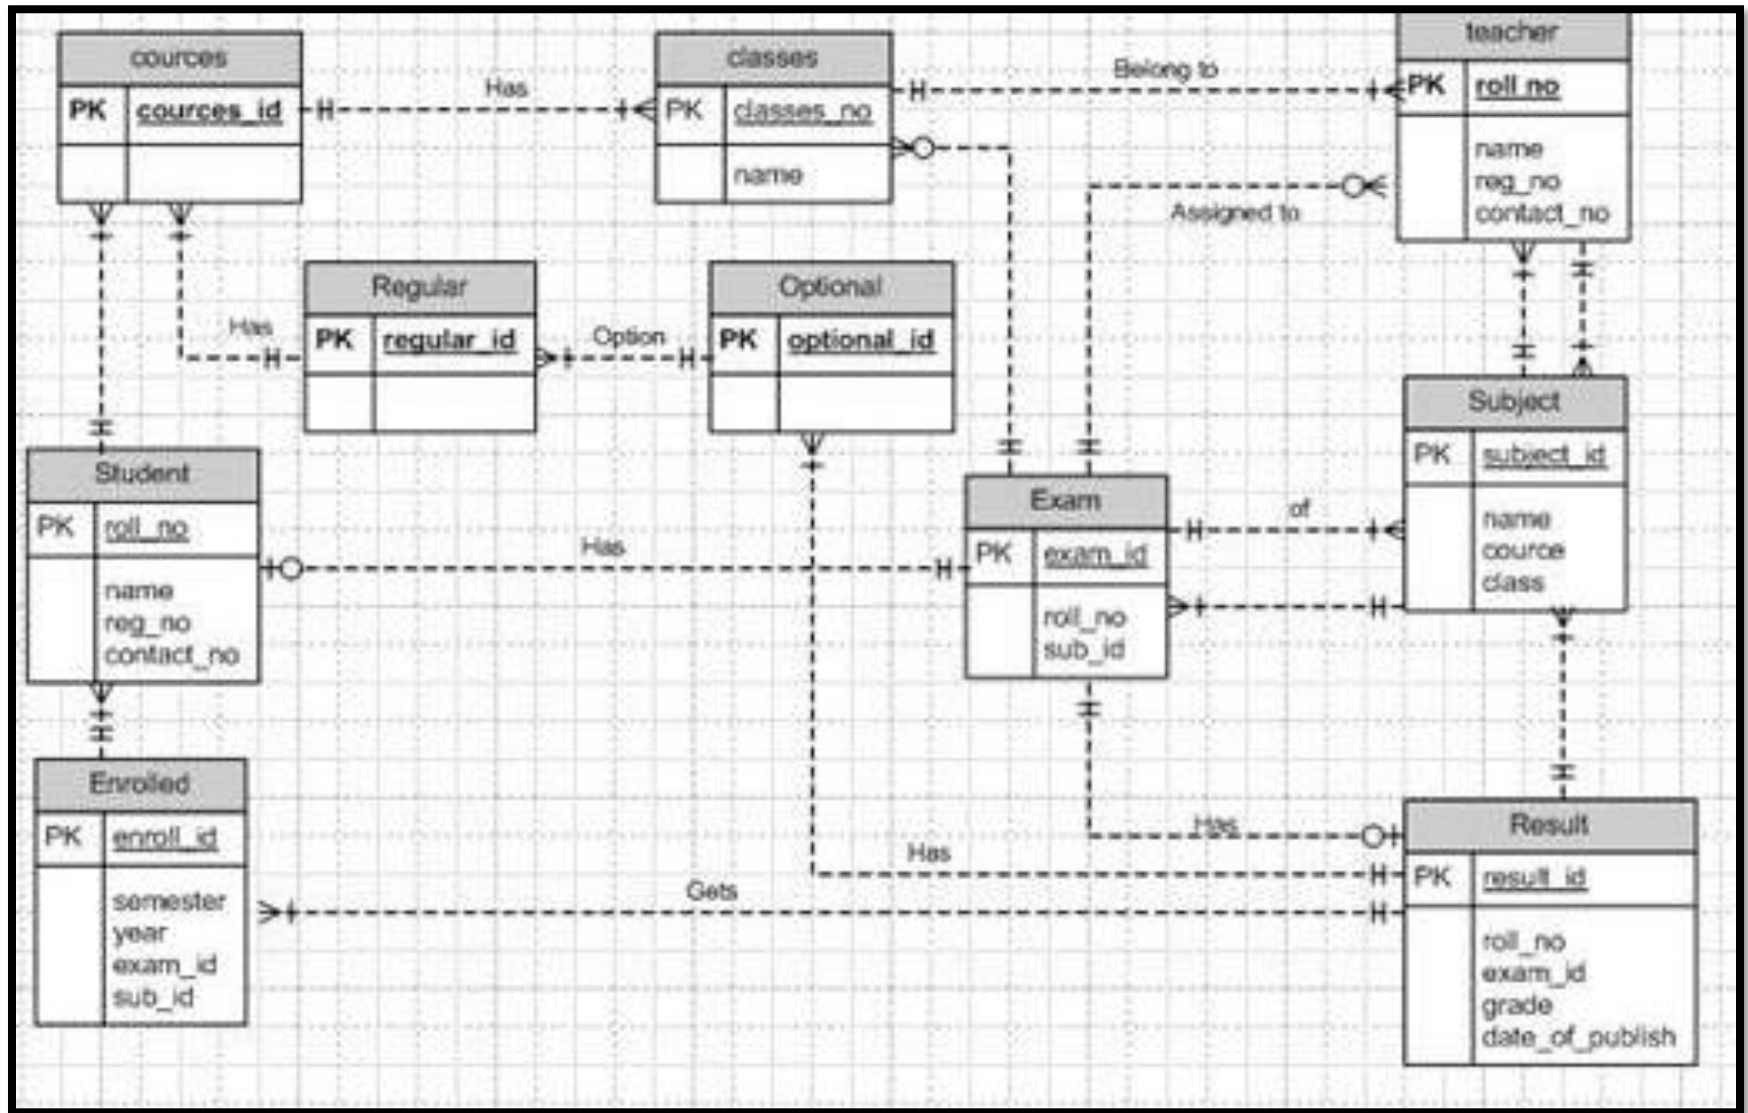 cources
PK cources_id
Has
classes
PK classes_no
name
Belong to
teacher
PK roll no
name
reg_no
contact_no
Assigned to
Has
Regular
PK regular_id
Option
Optional
PK optional_id
Student
PK roll_no
name
reg_no
contact_no
Has
Exam
PK exam_id
roll_no
sub_id
of
Subject
PK subject_id
name
cource
class
Enrolled
PK enroll_id
semester
year
exam_id
sub_id
Has
Has
Gets
Result
PK result_id
roll_no
exam_id
grade
date_of_publish